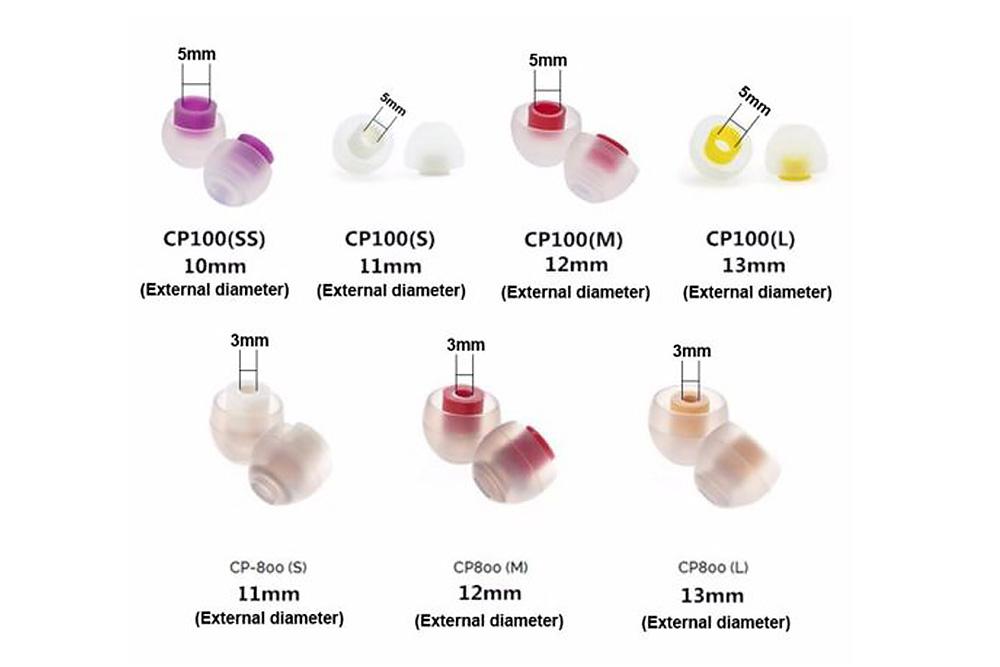 5mm
5mm
5mm
5mm
CP100(SS)
10mm
(External diameter)
CP100(S)
11mm
(External diameter)
CP100(M)
12mm
(External diameter)
CP100(L)
13mm
(External diameter)
3mm
3mm
3mm
CP-800 (S)
11mm
(External diameter)
CP800 (M)
12mm
(External diameter)
CP800 (L)
13mm
(External diameter)